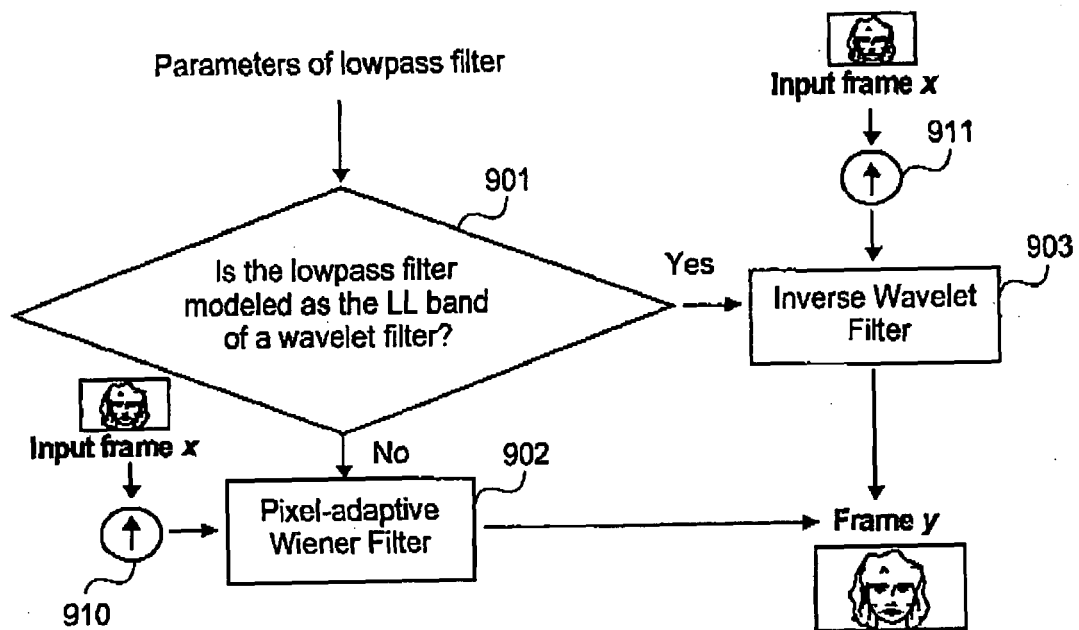 Parameters of lowpass filter
Input frame x
911
901
Is the lowpass filter
modeled as the LL band
of a wavelet filter?
Yes
903
Inverse Wavelet
Filter
Input frame x
No
902
Pixel-adaptive
Wiener Filter
Frame y
910